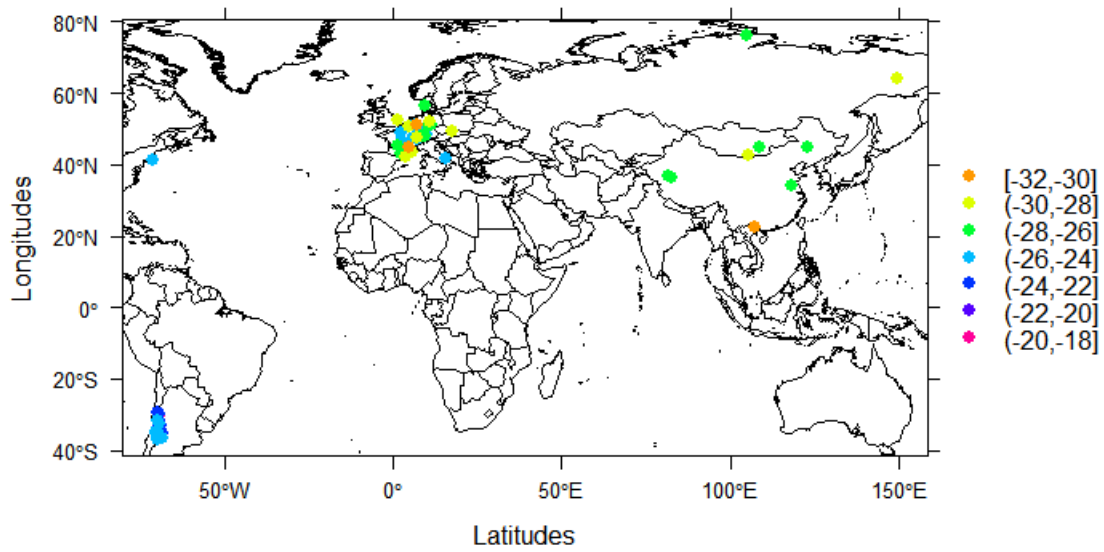 80°N
60°N
40°N
20°N
0°
20°S
40°S
Longitudes
50°W
0°
50°E
100°E
150°E
Latitudes
[-32,-30]
(-30,-28]
(-28,-26]
(-26,-24]
(-24,-22]
(-22,-20]
(-20,-18]